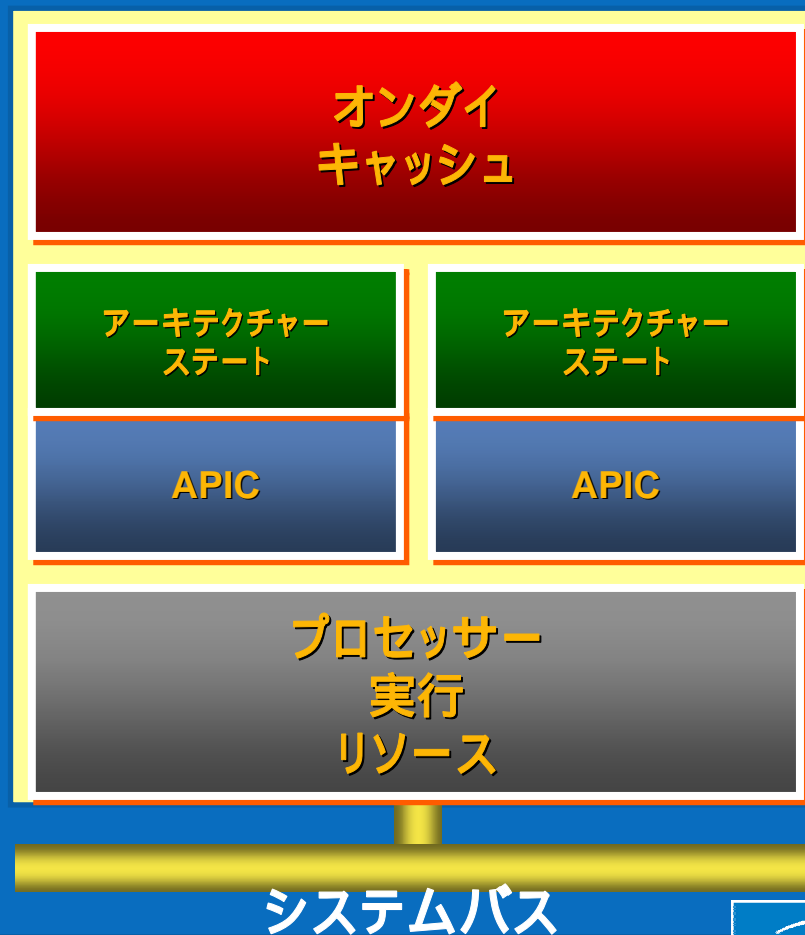 オンダイ
キャッシュ
アーキテクチャー
ステート
アーキテクチャー
ステート
APIC
APIC
プロセッサー
実行
リソース
システムバス